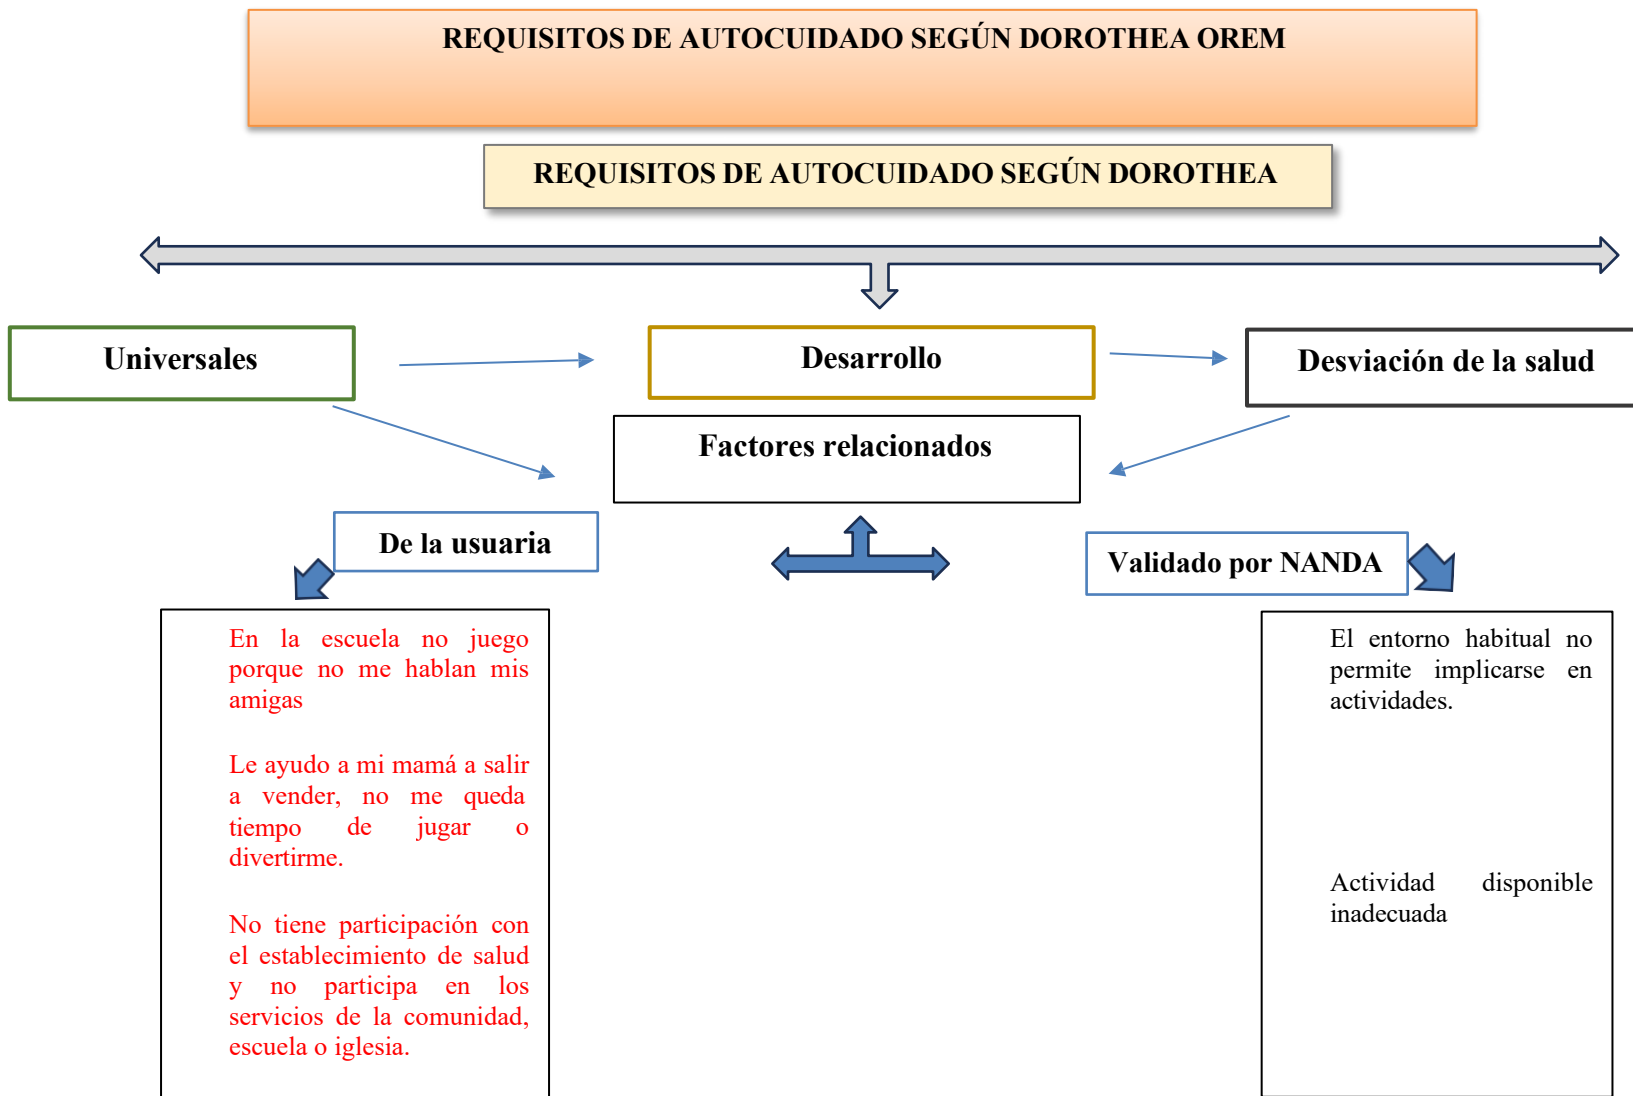 REQUISITOS DE AUTOCUIDADO SEGÚN DOROTHEA OREM
REQUISITOS DE AUTOCUIDADO SEGÚN DOROTHEA
Universales
Desarrollo
Desviación de la salud
Factores relacionados
De la usuaria
Validado por NANDA
En la escuela no juego
porque no me hablan mis
amigas
Le ayudo a mi mamá a salir
a vender, no me queda
tiempo de jugar o
divertirme.
No tiene participación con
el establecimiento de salud
y no participa en los
servicios de la comunidad,
escuela o iglesia.
El entorno habitual no
permite implicarse en
actividades.
Actividad disponible
inadecuada